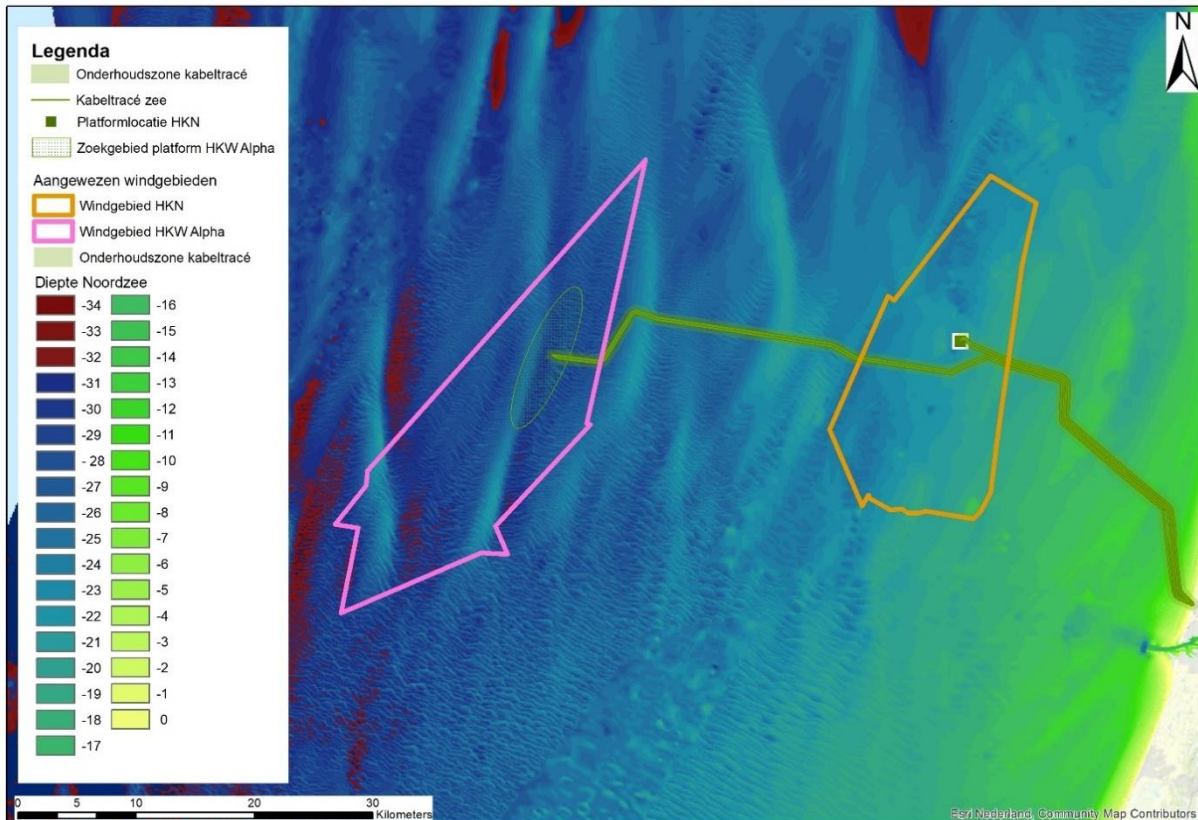 N
Legenda
Onderhoudszone kabeltracé
Kabeltracé zee
Platformlocatie HKN
Zoekgebied platform HKW Alpha
Aangewezen windgebieden
Windgebied HKN
Windgebied HKW Alpha
Onderhoudszone kabeltracé
Diepte Noordzee
-34 -16
-33 -15
-32 -14
-31 -13
-30 -12
-29 -11
- 28 -10
-27 -9
-26 -8
-25 -7
-24 -6
-23 -5
-22 -4
-21 -3
-20 -2
-19 -1
-18 0
-17
0 5 10 20 30
Kilometers
Esri Nederland, Community Map Contributors